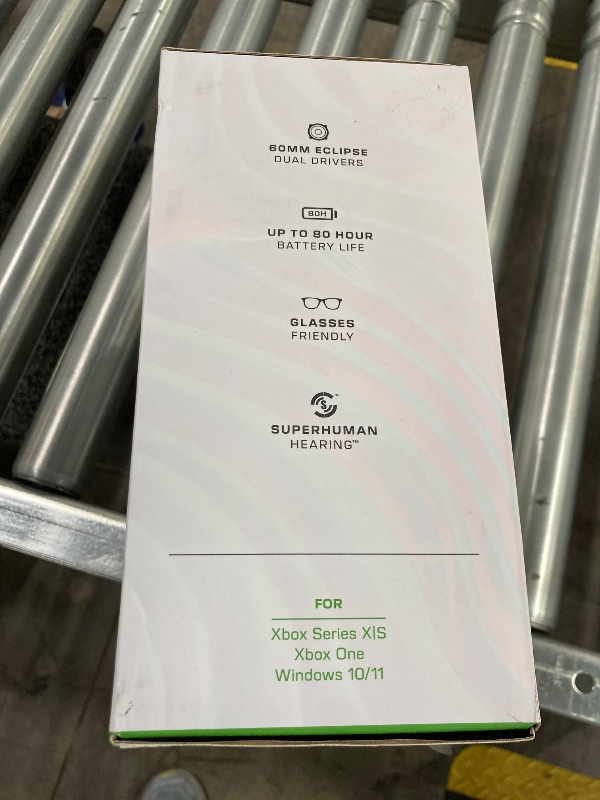 60MM ECLIPSE
DUAL DRIVERS
80H
UP TO 80 HOUR
BATTERY LIFE
GLASSES
FRIENDLY
S™
SUPERHUMAN
HEARING™
FOR
Xbox Series X|S
Xbox One
Windows 10/11